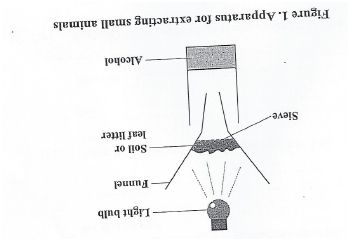 Light bulb
Funnel
Soil or
leaf litter
Sieve
Alcohol
Figure 1. Apparatus for extracting small animals